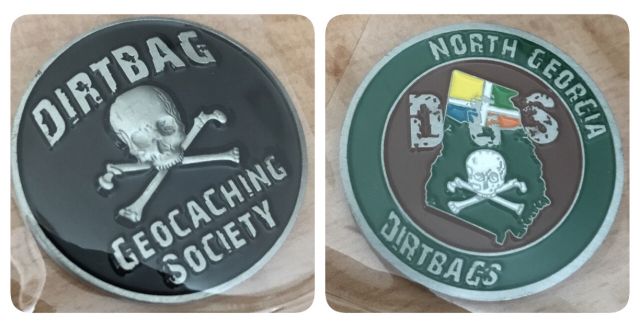 DIRTBAG
GEOCACHING
SOCIETY
NORTH GEORGIA
DGS
DIRTBAGS